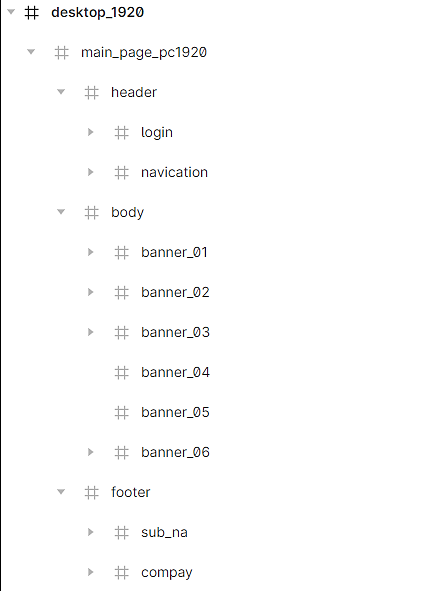 desktop_1920
main_page_pc1920
header
login
navication
body
banner_01
banner_02
banner_03
banner_04
banner_05
banner_06
footer
sub_na
compay